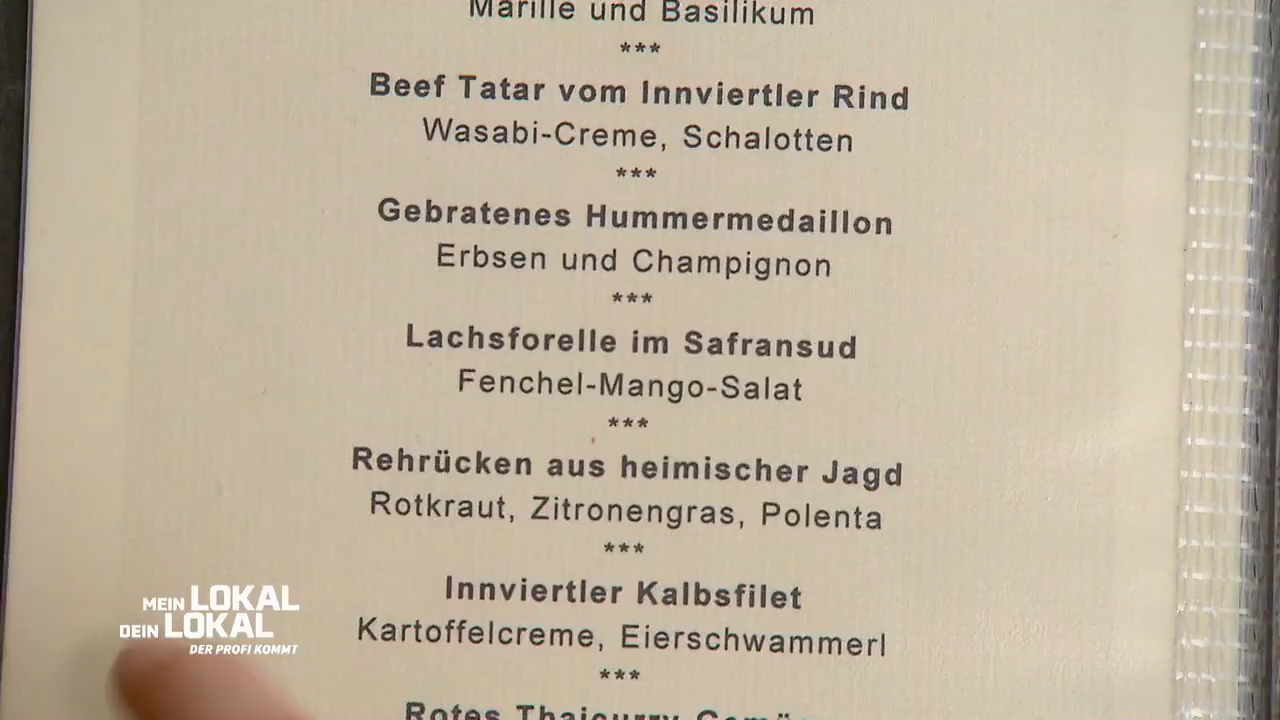 Marille und Basilikum
***
Beef Tatar vom Innviertler Rind
Wasabi-Creme, Schalotten
***
Gebratenes Hummermedaillon
Erbsen und Champignon
***
Lachsforelle im Safransud
Fenchel-Mango-Salat
***
Rehrücken aus heimischer Jagd
Rotkraut, Zitronengras, Polenta
***
Innviertler Kalbsfilet
Kartoffelcreme, Eierschwammerl
***
Rotes Thaicurry
MEIN LOKAL
DEIN LOKAL
DER PROFI KOMMT